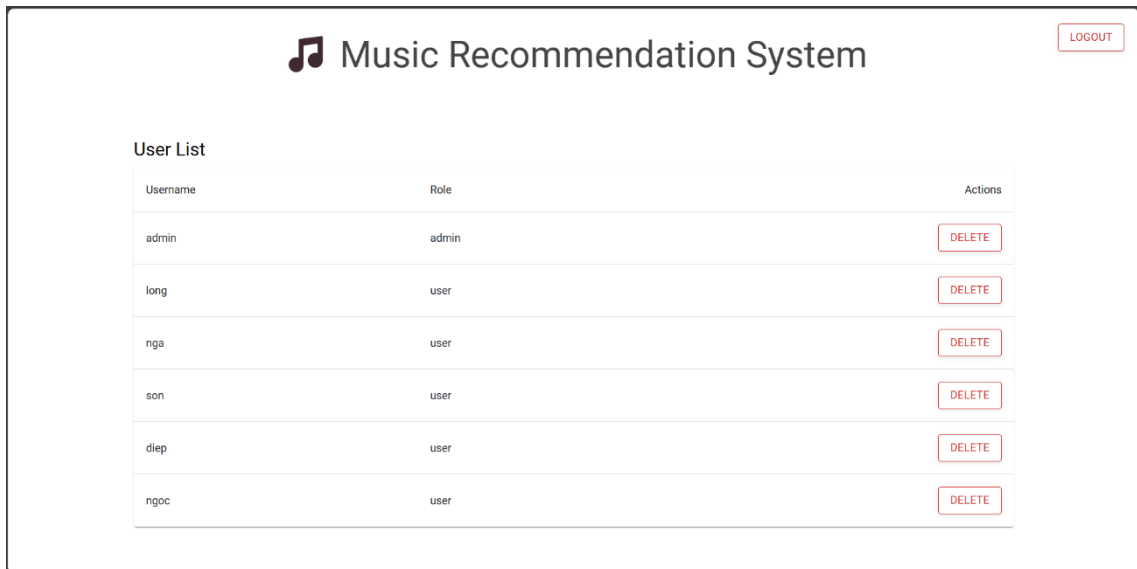 Music Recommendation System
LOGOUT
User List
Username Role Actions
admin admin DELETE
long user DELETE
nga user DELETE
son user DELETE
diep user DELETE
ngoc user DELETE